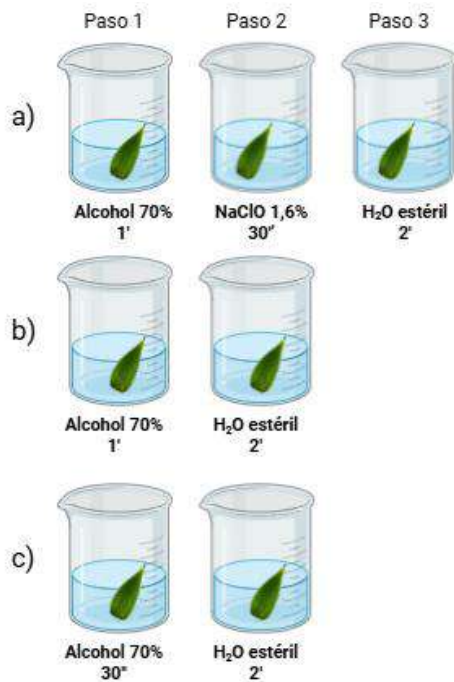 Paso 1 Paso 2 Paso 3
a)
Alcohol 70% NaClO 1,6% H₂O estéril
1' 30'' 2'
b)
Alcohol 70% H₂O estéril
1' 2'
c)
Alcohol 70% H₂O estéril
30" 2'